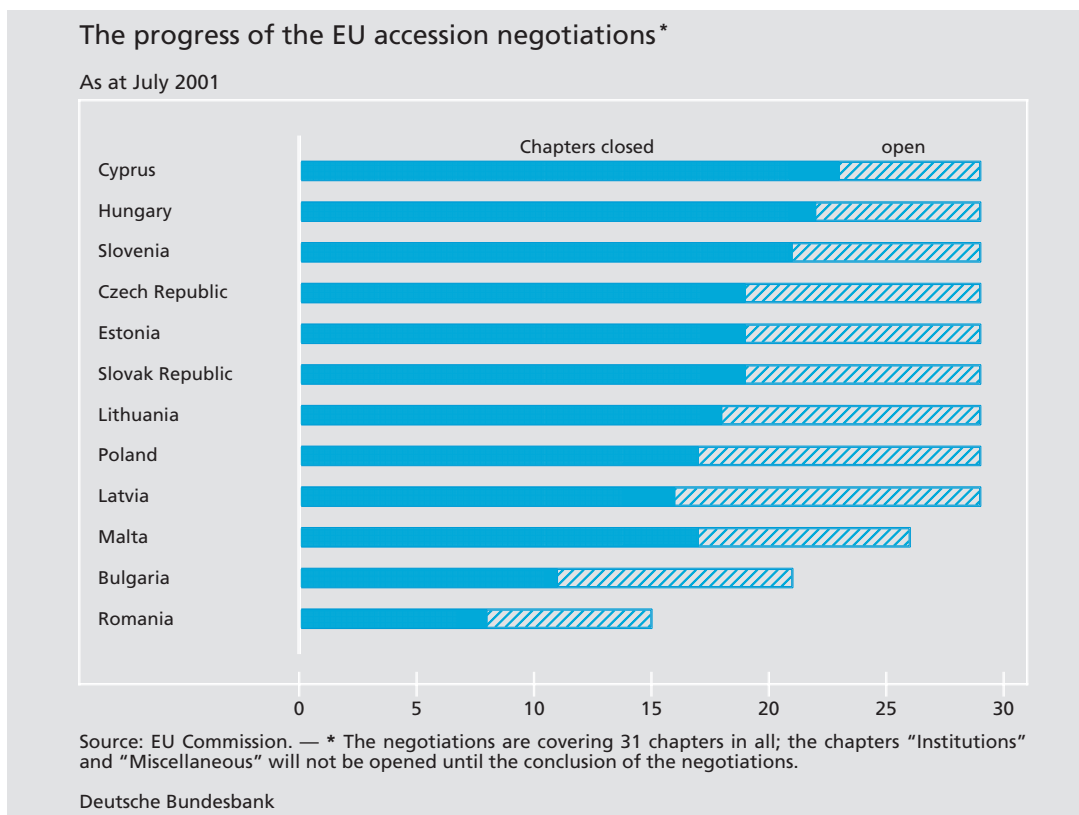 The progress of the EU accession negotiations*
As at July 2001
Chapters closed open
Cyprus
Hungary
Slovenia
Czech Republic
Estonia
Slovak Republic
Lithuania
Poland
Latvia
Malta
Bulgaria
Romania
0 5 10 15 20 25 30
Source: EU Commission. — * The negotiations are covering 31 chapters in all; the chapters “Institutions”
and “Miscellaneous” will not be opened until the conclusion of the negotiations.
Deutsche Bundesbank